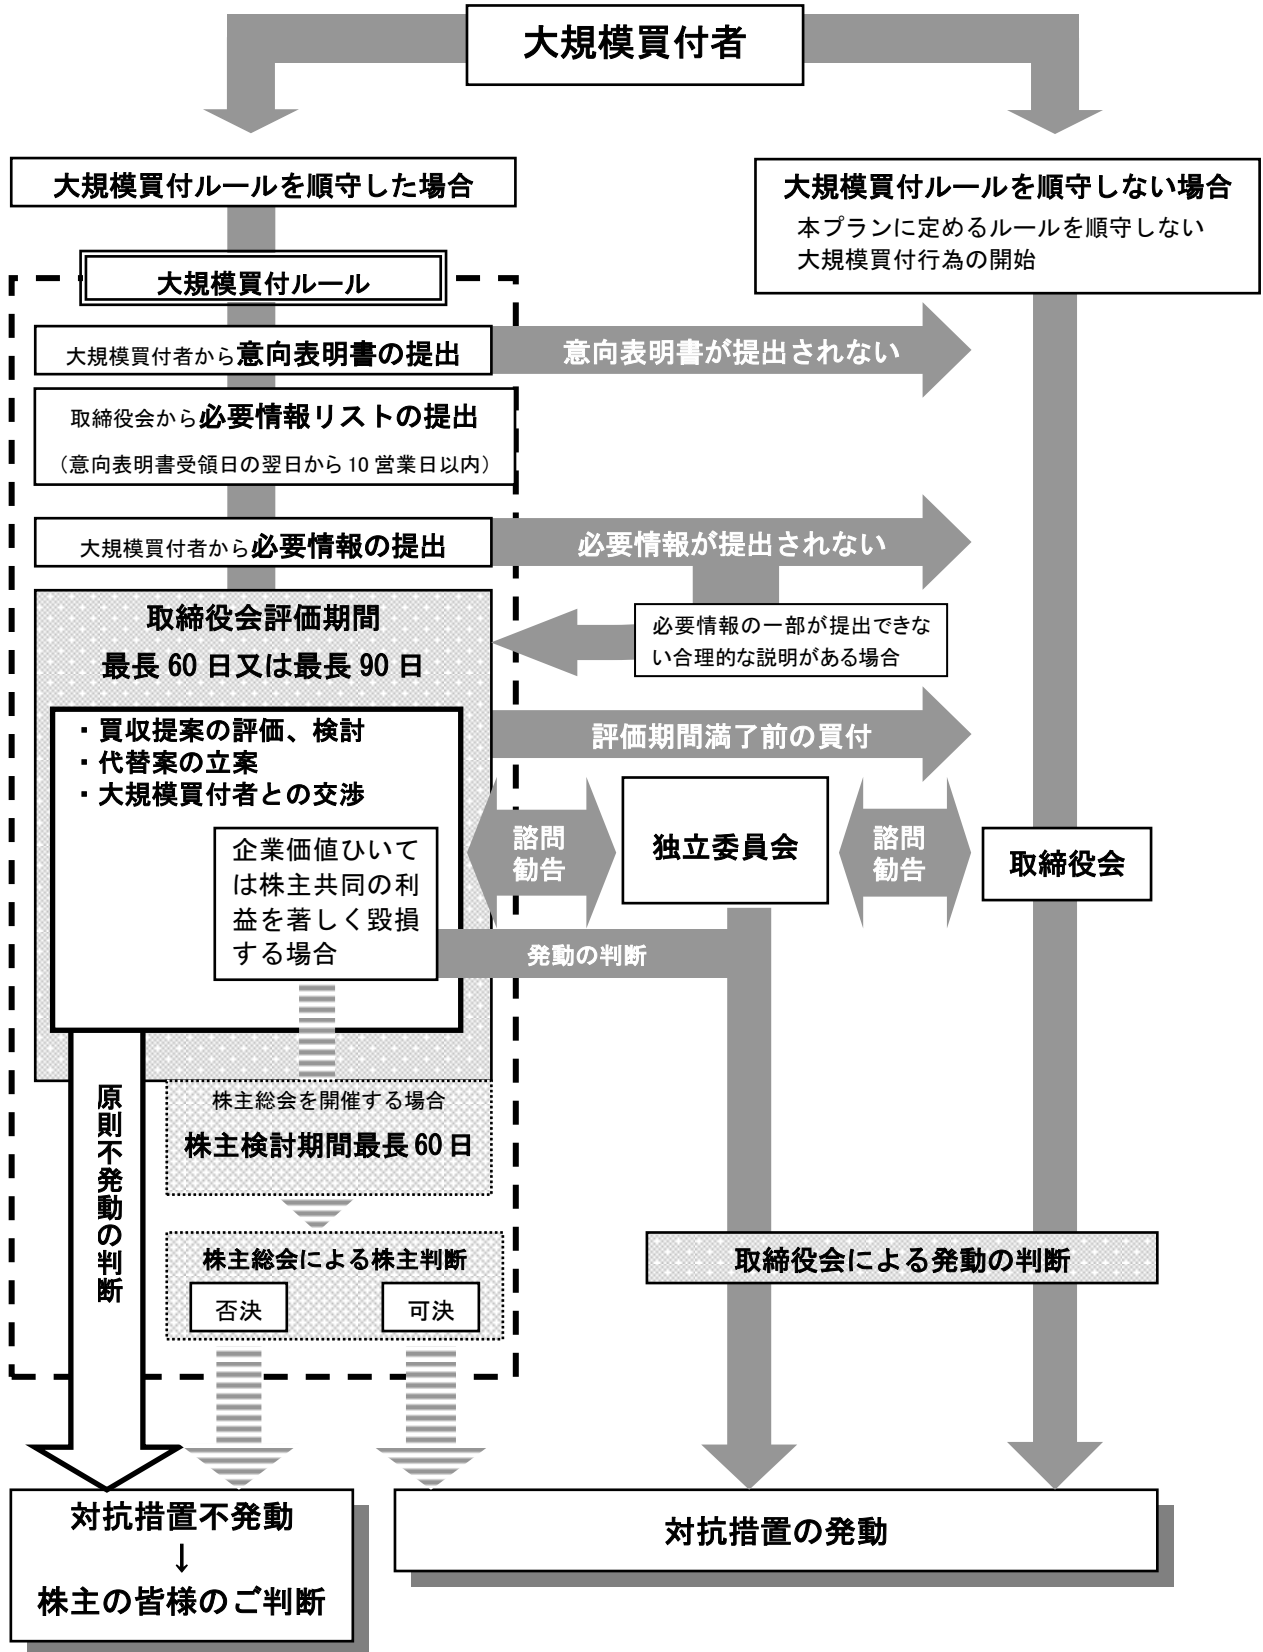 大規模買付者
大規模買付ルールを順守した場合
大規模買付ルールを順守しない場合
本プランに定めるルールを順守しない
大規模買付行為の開始
大規模買付ルール
大規模買付者から意向表明書の提出
意向表明書が提出されない
取締役会から必要情報リストの提出
（意向表明書受領日の翌日から10営業日以内）
大規模買付者から必要情報の提出
必要情報が提出されない
必要情報の一部が提出できな
い合理的な説明がある場合
取締役会評価期間
最長60日又は最長90日
・買収提案の評価、検討
・代替案の立案
・大規模買付者との交渉
評価期間満了前の買付
企業価値ひいて
は株主共同の利
益を著しく毀損
する場合
諮問
勧告
独立委員会
諮問
勧告
取締役会
発動の判断
原則不発動の判断
株主総会を開催する場合
株主検討期間最長60日
株主総会による株主判断
否決
可決
取締役会による発動の判断
対抗措置不発動
↓
株主の皆様のご判断
対抗措置の発動